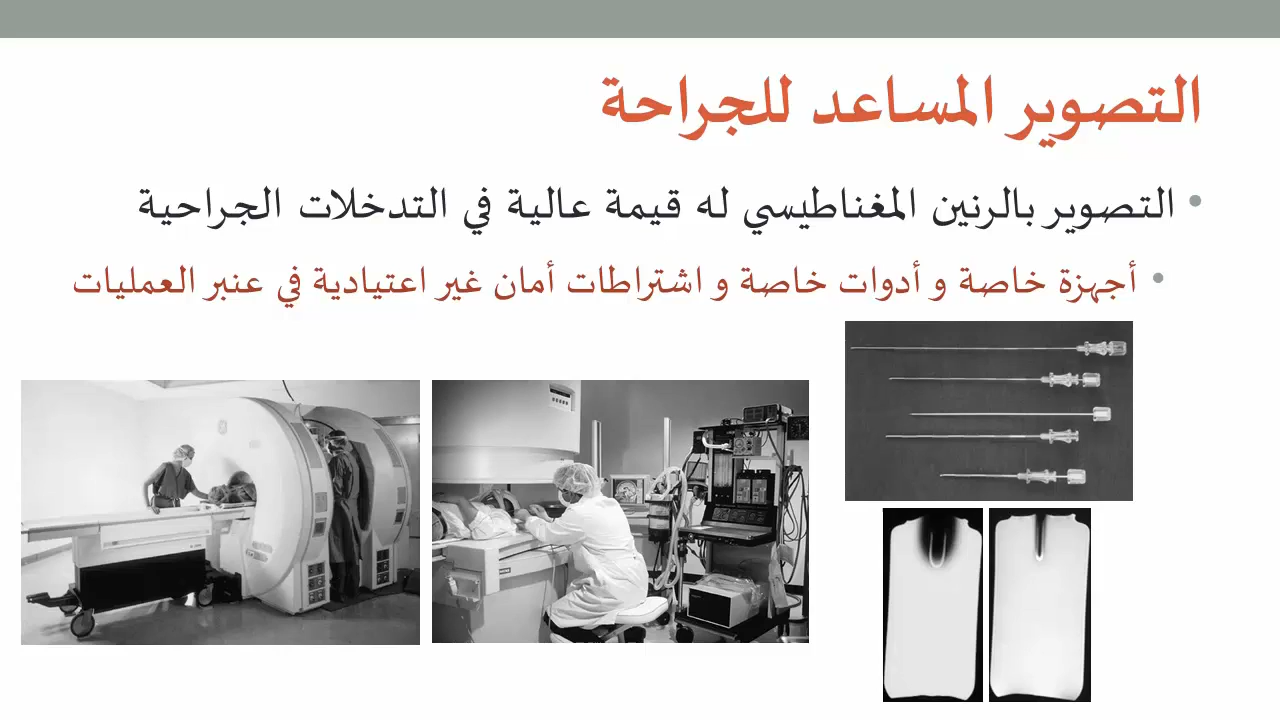 التصوير المساعد للجراحة
• التصوير بالرنين المغناطيسي له قيمة عالية في التدخلات الجراحية
• أجهزة خاصة و أدوات خاصة و اشتراطات أمان غير اعتيادية في عنبر العمليات